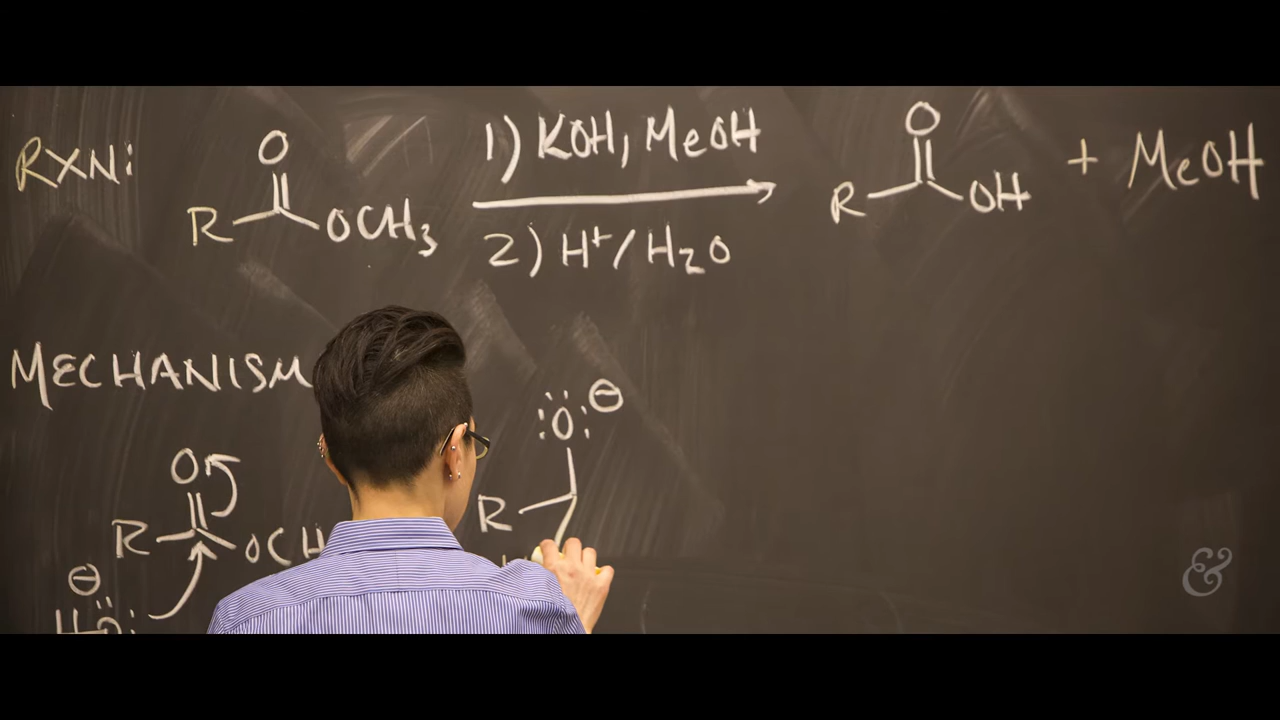 RXN:
O
R OCH3
1) KOH, MeOH
2) H+/H2O
O
R OH
+ MeOH
MECHANISM
O
R OCH
⊖
HO:
:O: ⊖
R
&